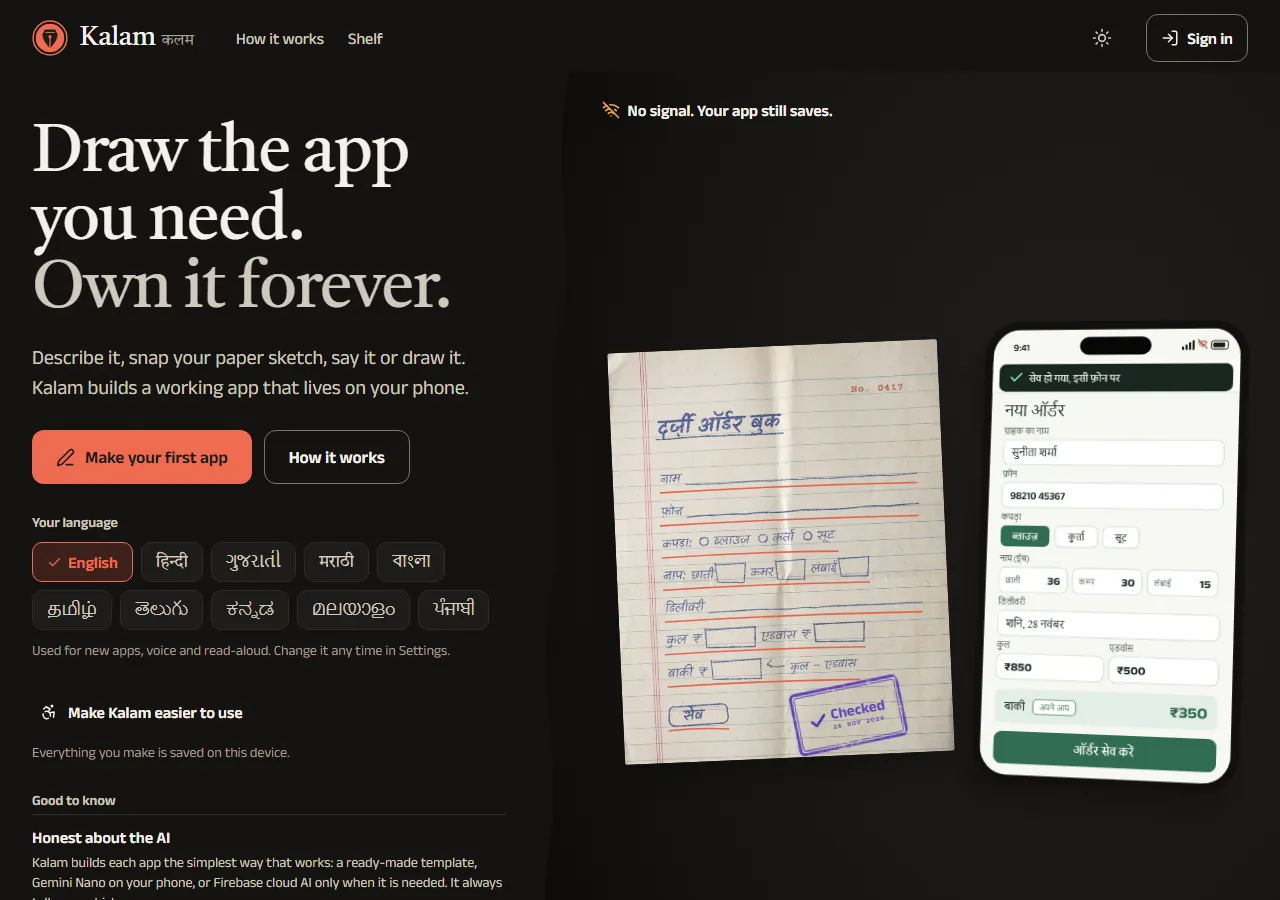 Kalam कलम
How it works
Shelf
Sign in
Draw the app
you need.
Own it forever.
Describe it, snap your paper sketch, say it or draw it.
Kalam builds a working app that lives on your phone.
Make your first app
How it works
Your language
English
हिन्दी
ગુજરાતી
मराठी
বাংলা
தமிழ்
తెలుగు
ಕನ್ನಡ
മലയാളം
ਪੰਜਾਬੀ
Used for new apps, voice and read-aloud. Change it any time in Settings.
Make Kalam easier to use
Everything you make is saved on this device.
Good to know
Honest about the AI
Kalam builds each app the simplest way that works: a ready-made template,
Gemini Nano on your phone, or Firebase cloud AI only when it is needed. It always
No signal. Your app still saves.
No. 0417
दर्ज़ी ऑर्डर बुक
नाम
फ़ोन
कपड़ा: ब्लाउज़ कुर्ता सूट
नाप: छाती कमर लंबाई
डिलीवरी
कुल ₹ एडवांस ₹
बाकी ₹ कुल – एडवांस
सेव
Checked
28 NOV 2026
9:41
सेव हो गया, इसी फ़ोन पर
नया ऑर्डर
ग्राहक का नाम
सुनीता शर्मा
फ़ोन
98210 45367
कपड़ा
ब्लाउज़ कुर्ता सूट
नाप (इंच)
छाती 36 कमर 30 लंबाई 15
डिलीवरी
शनि, 28 नवंबर
कुल एडवांस
₹850 ₹500
बाकी अपने आप ₹350
ऑर्डर सेव करें